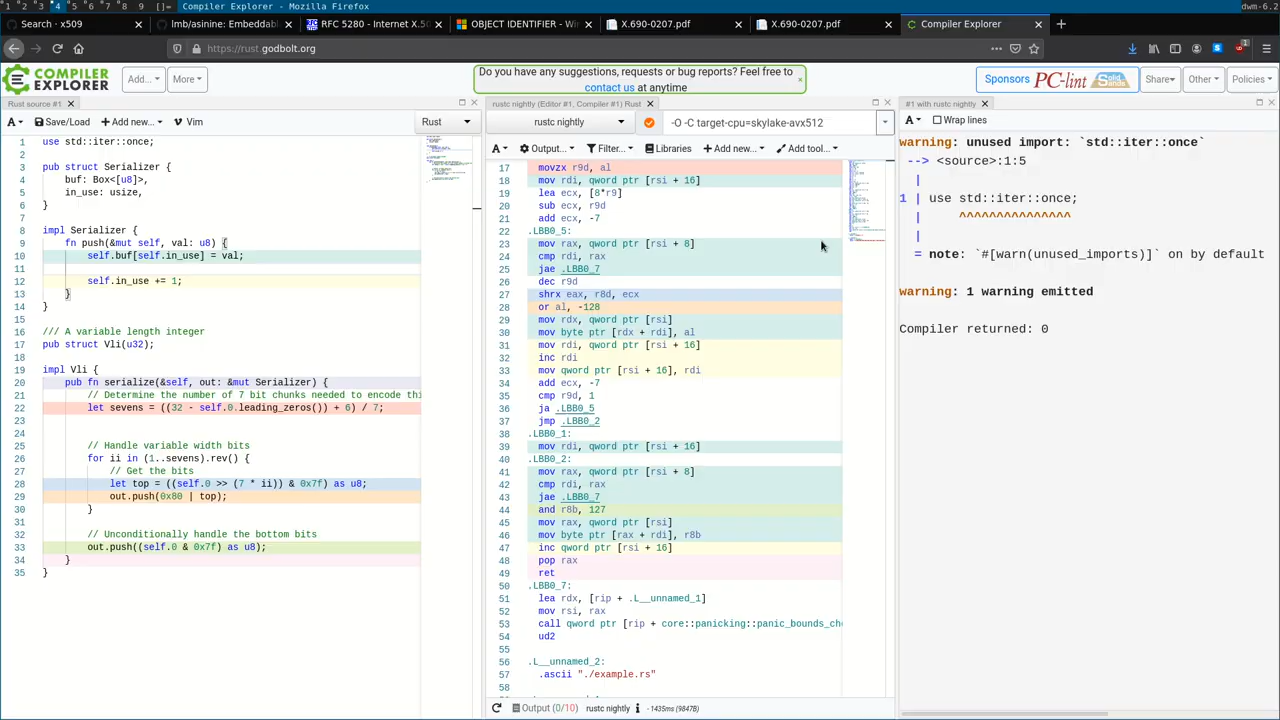 1 2 3 4 5 6 7 8 9 []= Compiler Explorer - Mozilla Firefox dwm-6.2
Search · x509
lmb/asmine: Embeddabl
RFC 5280 - Internet X.50
OBJECT IDENTIFIER - Win
X.690-0207.pdf
X.690-0207.pdf
Compiler Explorer
https://rust.godbolt.org
COMPILER EXPLORER
Add...
More
Do you have any suggestions, requests or bug reports? Feel free to
contact us at anytime
Sponsors PC-lint Solid Sands
Share
Other
Policies
Rust source #1
A Save/Load + Add new... Vim Rust
1 use std::iter::once;
2
3 pub struct Serializer {
4 buf: Box<[u8]>,
5 in_use: usize,
6 }
7
8 impl Serializer {
9 fn push(&mut self, val: u8) {
10 self.buf[self.in_use] = val;
11
12 self.in_use += 1;
13 }
14 }
15
16 /// A variable length integer
17 pub struct Vli(u32);
18
19 impl Vli {
20 pub fn serialize(&self, out: &mut Serializer) {
21 // Determine the number of 7 bit chunks needed to encode thi
22 let sevens = ((32 - self.0.leading_zeros()) + 6) / 7;
23
24
25 // Handle variable width bits
26 for ii in (1..sevens).rev() {
27 // Get the bits
28 let top = ((self.0 >> (7 * ii)) & 0x7f) as u8;
29 out.push(0x80 | top);
30 }
31
32 // Unconditionally handle the bottom bits
33 out.push((self.0 & 0x7f) as u8);
34 }
35 }
rustc nightly (Editor #1, Compiler #1) Rust
rustc nightly -O -C target-cpu=skylake-avx512
A Output... Filter... Libraries + Add new... Add tool...
17 movzx r9d, al
18 mov rdi, qword ptr [rsi + 16]
19 lea ecx, [8*r9]
20 sub ecx, r9d
21 add ecx, -7
22 .LBB0_5:
23 mov rax, qword ptr [rsi + 8]
24 cmp rdi, rax
25 jae .LBB0_7
26 dec r9d
27 shrx eax, r8d, ecx
28 or al, -128
29 mov rdx, qword ptr [rsi]
30 mov byte ptr [rdx + rdi], al
31 mov rdi, qword ptr [rsi + 16]
32 inc rdi
33 mov qword ptr [rsi + 16], rdi
34 add ecx, -7
35 cmp r9d, 1
36 ja .LBB0_5
37 jmp .LBB0_2
38 .LBB0_1:
39 mov rdi, qword ptr [rsi + 16]
40 .LBB0_2:
41 mov rax, qword ptr [rsi + 8]
42 cmp rdi, rax
43 jae .LBB0_7
44 and r8b, 127
45 mov rax, qword ptr [rsi]
46 mov byte ptr [rax + rdi], r8b
47 inc qword ptr [rsi + 16]
48 pop rax
49 ret
50 .LBB0_7:
51 lea rdx, [rip + .L__unnamed_1]
52 mov rsi, rax
53 call qword ptr [rip + core::panicking::panic_bounds_che
54 ud2
55
56 .L__unnamed_2:
57 .ascii "./example.rs"
58
Output (0/10) rustc nightly i - 1435ms (9847B)
#1 with rustc nightly
A Wrap lines
warning: unused import: `std::iter::once`
--> <source>:1:5
|
1 | use std::iter::once;
| ^^^^^^^^^^^^^^^
|
= note: `#[warn(unused_imports)]` on by default
warning: 1 warning emitted
Compiler returned: 0